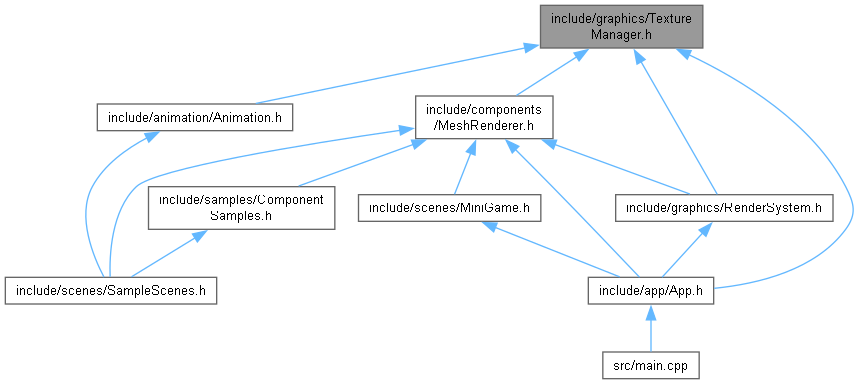 include/graphics/Texture
Manager.h
include/animation/Animation.h
include/components
/MeshRenderer.h
include/samples/Component
Samples.h
include/scenes/MiniGame.h
include/graphics/RenderSystem.h
include/scenes/SampleScenes.h
include/app/App.h
src/main.cpp